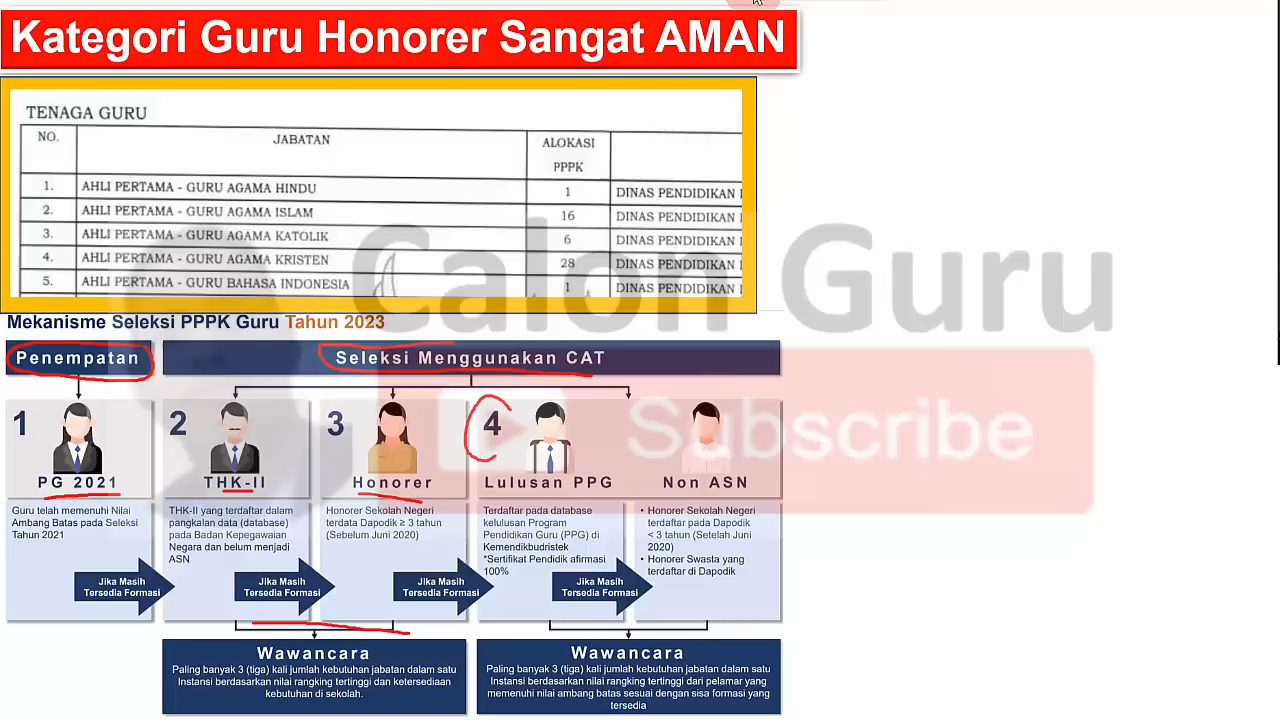 Kategori Guru Honorer Sangat AMAN
TENAGA GURU
NO. JABATAN ALOKASI PPPK
1. AHLI PERTAMA - GURU AGAMA HINDU 1 DINAS PENDIDIKAN
2. AHLI PERTAMA - GURU AGAMA ISLAM 16 DINAS PENDIDIKAN
3. AHLI PERTAMA - GURU AGAMA KATOLIK 6 DINAS PENDIDIKAN
4. AHLI PERTAMA - GURU AGAMA KRISTEN 28 DINAS PENDIDIKAN
5. AHLI PERTAMA - GURU BAHASA INDONESIA 1 DINAS PENDIDIKAN
Calon Guru
Subscribe
Mekanisme Seleksi PPPK Guru Tahun 2023
Penempatan
Seleksi Menggunakan CAT
1
PG 2021
Guru telah memenuhi Nilai
Ambang Batas pada Seleksi
Tahun 2021
Jika Masih
Tersedia Formasi
2
THK-II
THK-II yang terdaftar dalam
pangkalan data (database)
pada Badan Kepegawaian
Negara dan belum menjadi
ASN
Jika Masih
Tersedia Formasi
3
Honorer
Honorer Sekolah Negeri
terdata Dapodik ≥ 3 tahun
(Sebelum Juni 2020)
Jika Masih
Tersedia Formasi
4
Lulusan PPG
Terdaftar pada database
kelulusan Program
Pendidikan Guru (PPG) di
Kemendikbudristek
*Sertifikat Pendidik afirmasi
100%
Jika Masih
Tersedia Formasi
Non ASN
• Honorer Sekolah Negeri
terdaftar pada Dapodik
< 3 tahun (Setelah Juni
2020)
• Honorer Swasta yang
terdaftar di Dapodik
Wawancara
Paling banyak 3 (tiga) kali jumlah kebutuhan jabatan dalam satu
Instansi berdasarkan nilai rangking tertinggi dan ketersediaan
kebutuhan di sekolah.
Wawancara
Paling banyak 3 (tiga) kali jumlah kebutuhan jabatan dalam satu
Instansi berdasarkan nilai rangking tertinggi dari pelamar yang
memenuhi nilai ambang batas sesuai dengan sisa formasi yang
tersedia